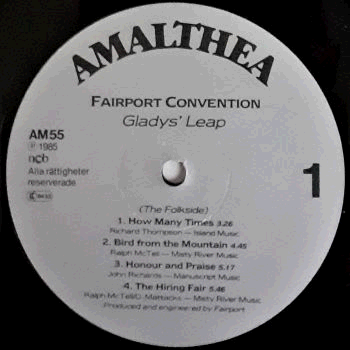 AMALTHEA
FAIRPORT CONVENTION
Gladys' Leap
AM55
℗ 1985
ncb
Alla rättigheter
reserverade
1
(The Folkside)
1. How Many Times 3.26
Richard Thompson – Island Music
2. Bird from the Mountain 4.45
Ralph McTell – Misty River Music
3. Honour and Praise 5.17
John Richards – Manuscript Music
4. The Hiring Fair 5.46
Ralph McTell/D. Mattacks – Misty River Music
Produced and engineered by Fairport